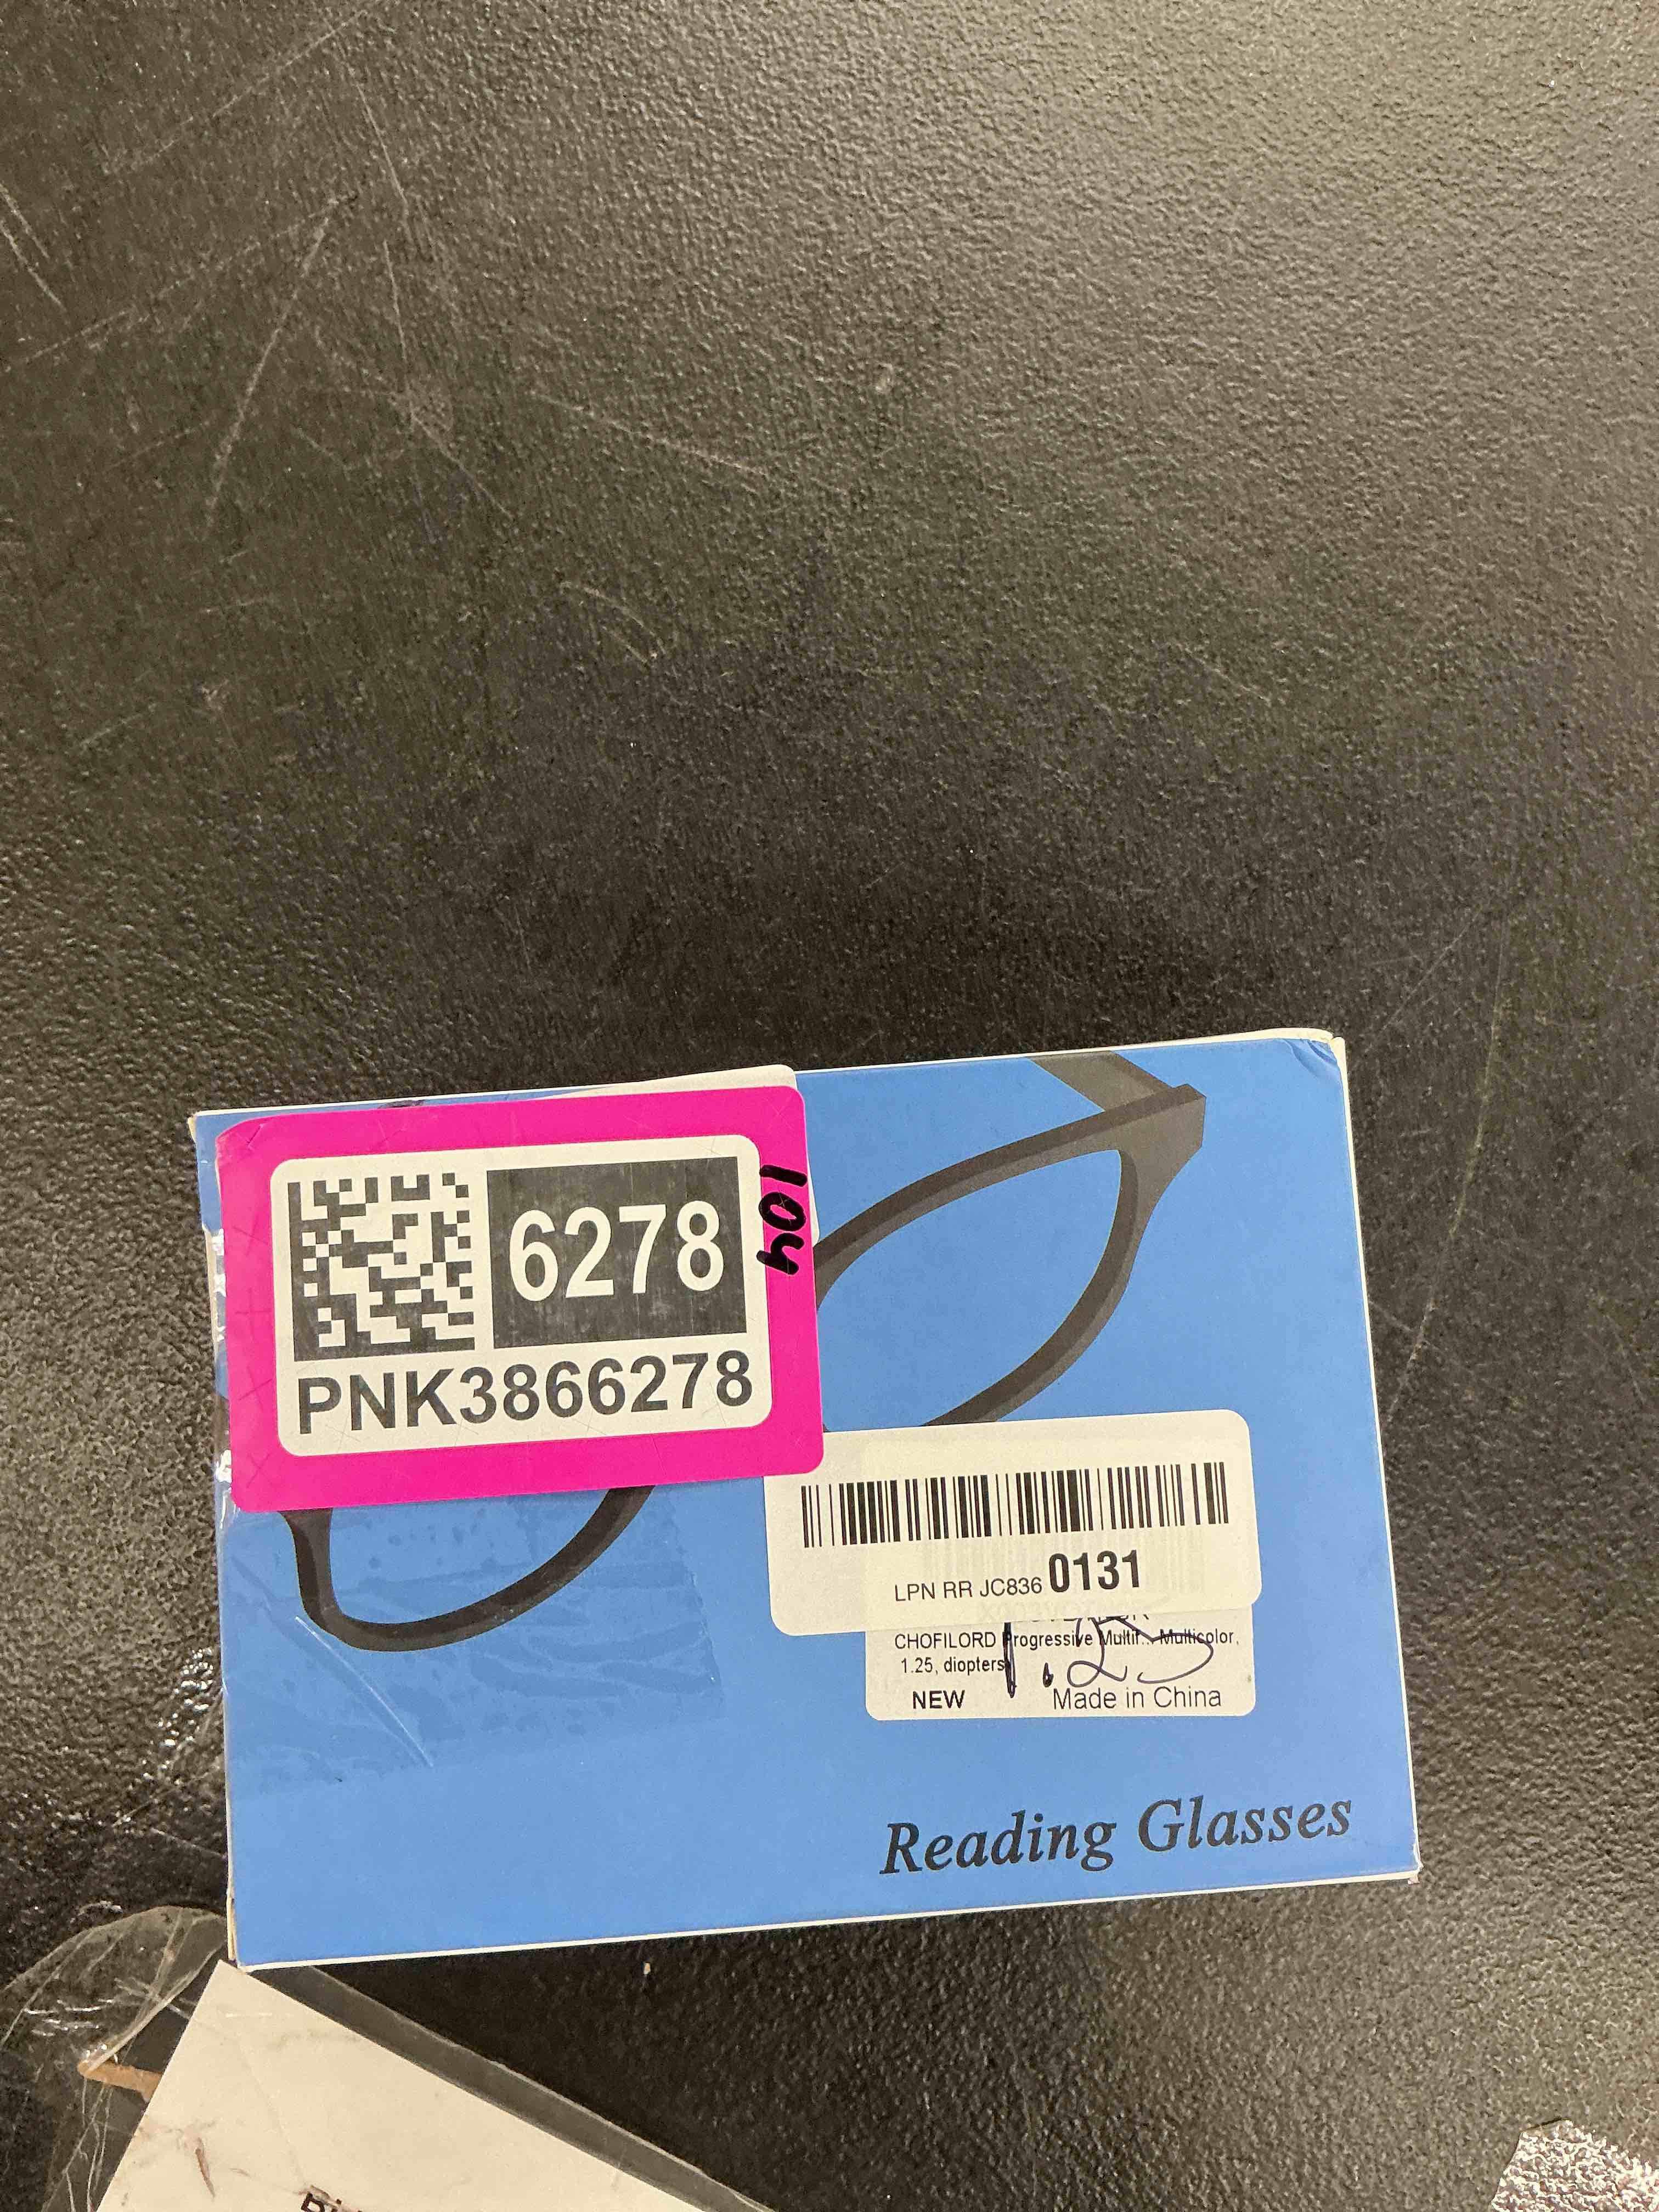 6278
104
PNK3866278
LPN RR JC836 0131
CHOFILORD Progressive Multif... Multicolor,
1.25, diopters
1.25
NEW Made in China
Reading Glasses